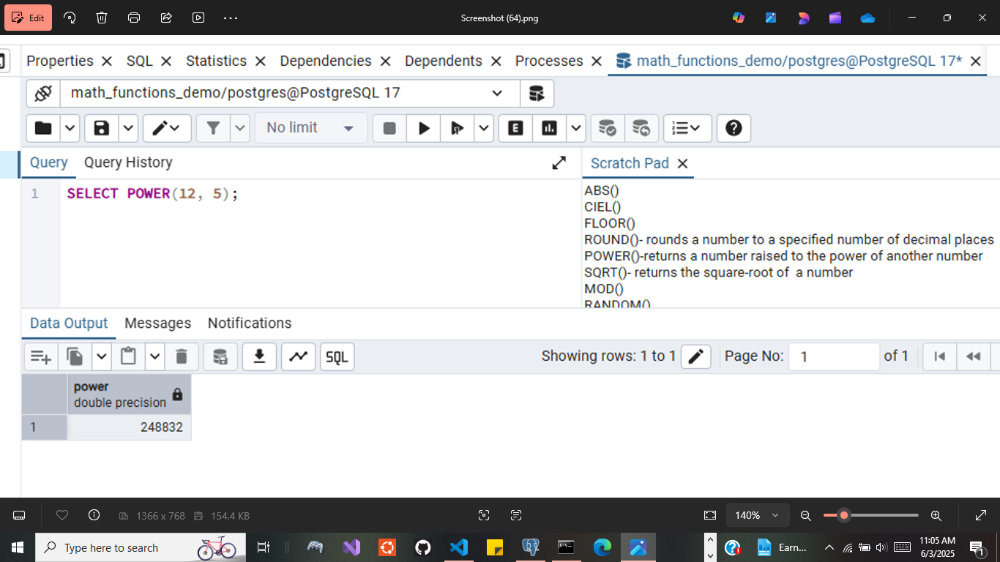 Edit
Screenshot (64).png
Properties SQL Statistics Dependencies Dependents Processes math_functions_demo/postgres@PostgreSQL 17*
math_functions_demo/postgres@PostgreSQL 17
No limit
E
Query Query History
Scratch Pad
1 SELECT POWER(12, 5);
ABS()
CIEL()
FLOOR()
ROUND()- rounds a number to a specified number of decimal places
POWER()-returns a number raised to the power of another number
SQRT()- returns the square-root of a number
MOD()
RANDOM()
Data Output Messages Notifications
SQL
Showing rows: 1 to 1
Page No: 1 of 1
power
double precision
1 248832
1366 x 768 154.4 KB
140%
Type here to search
Earn...
11:05 AM
6/3/2025
1